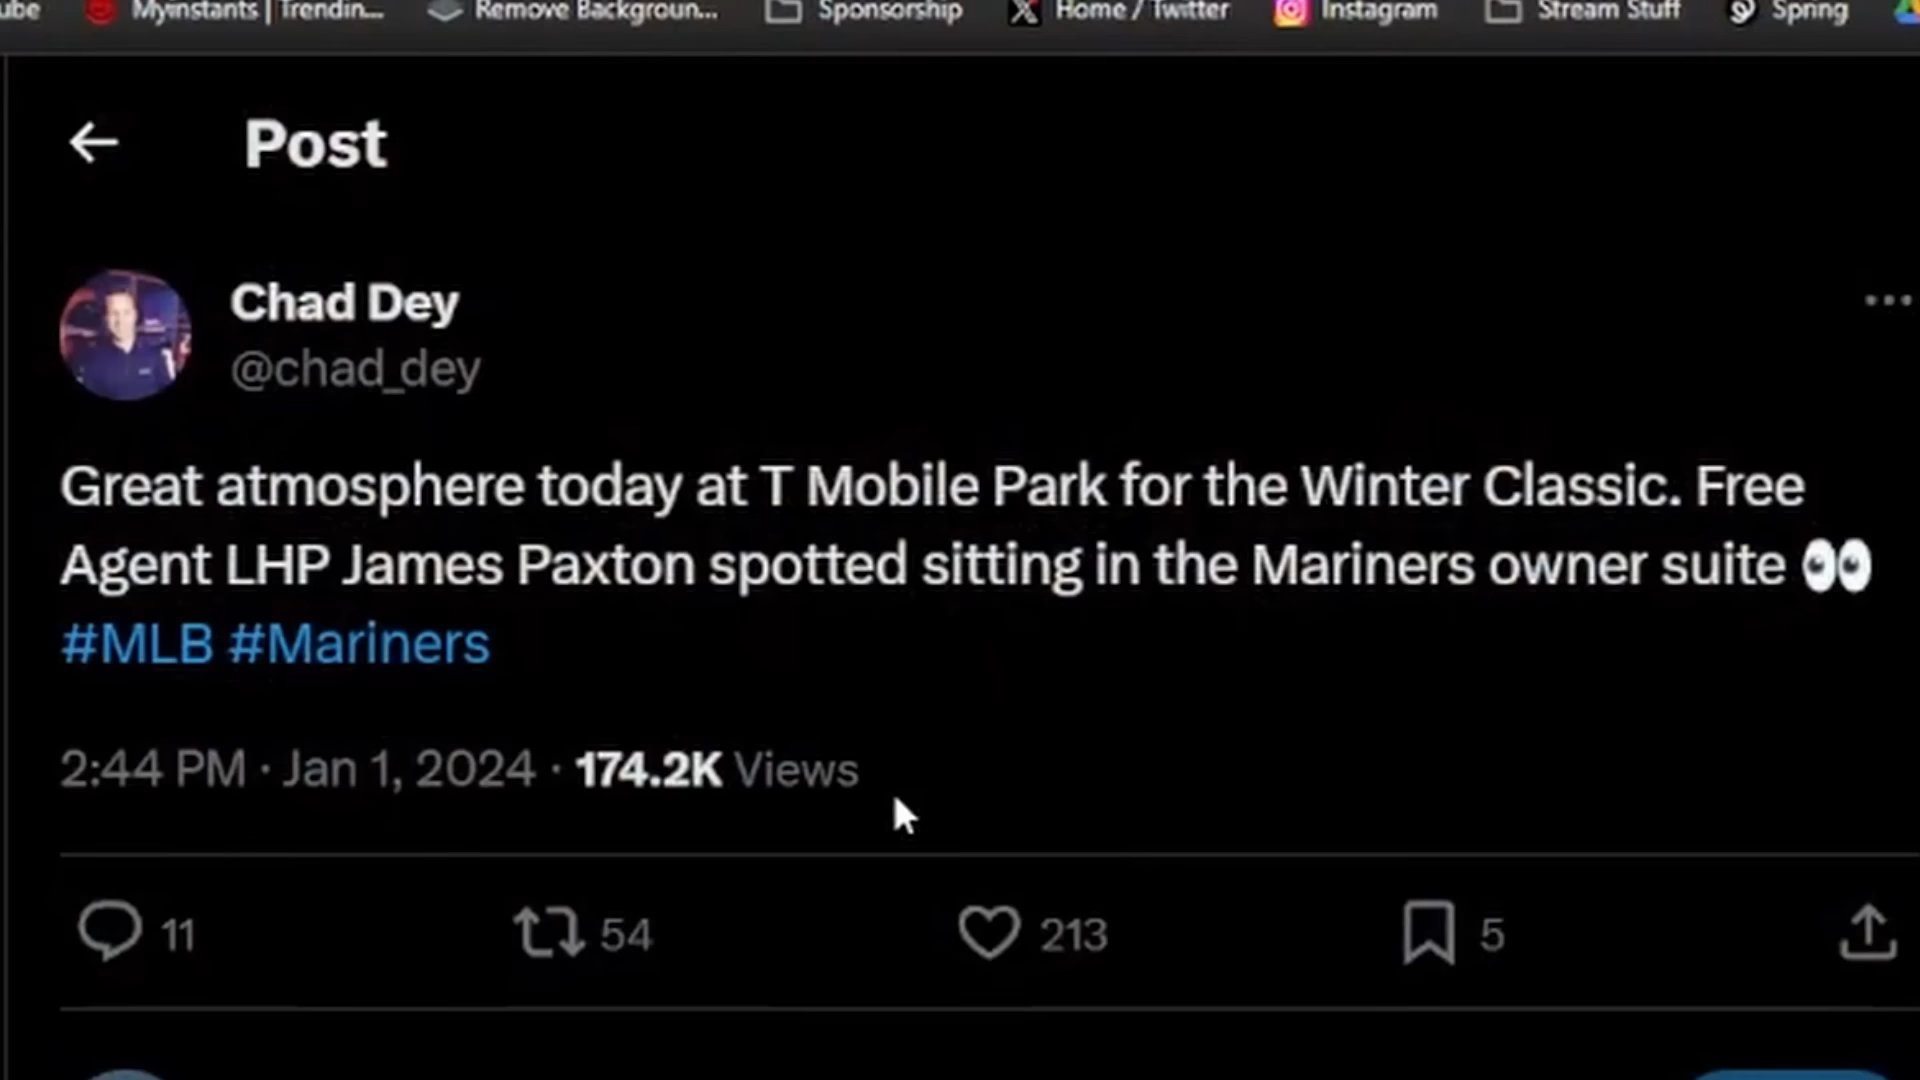 ube Myinstants | Trendin... Remove Backgroun... Sponsorship Home / Twitter Instagram Stream Stuff Spring
Post
Chad Dey
@chad_dey
Great atmosphere today at T Mobile Park for the Winter Classic. Free
Agent LHP James Paxton spotted sitting in the Mariners owner suite 👀
#MLB #Mariners
2:44 PM · Jan 1, 2024 · 174.2K Views
11 54 213 5